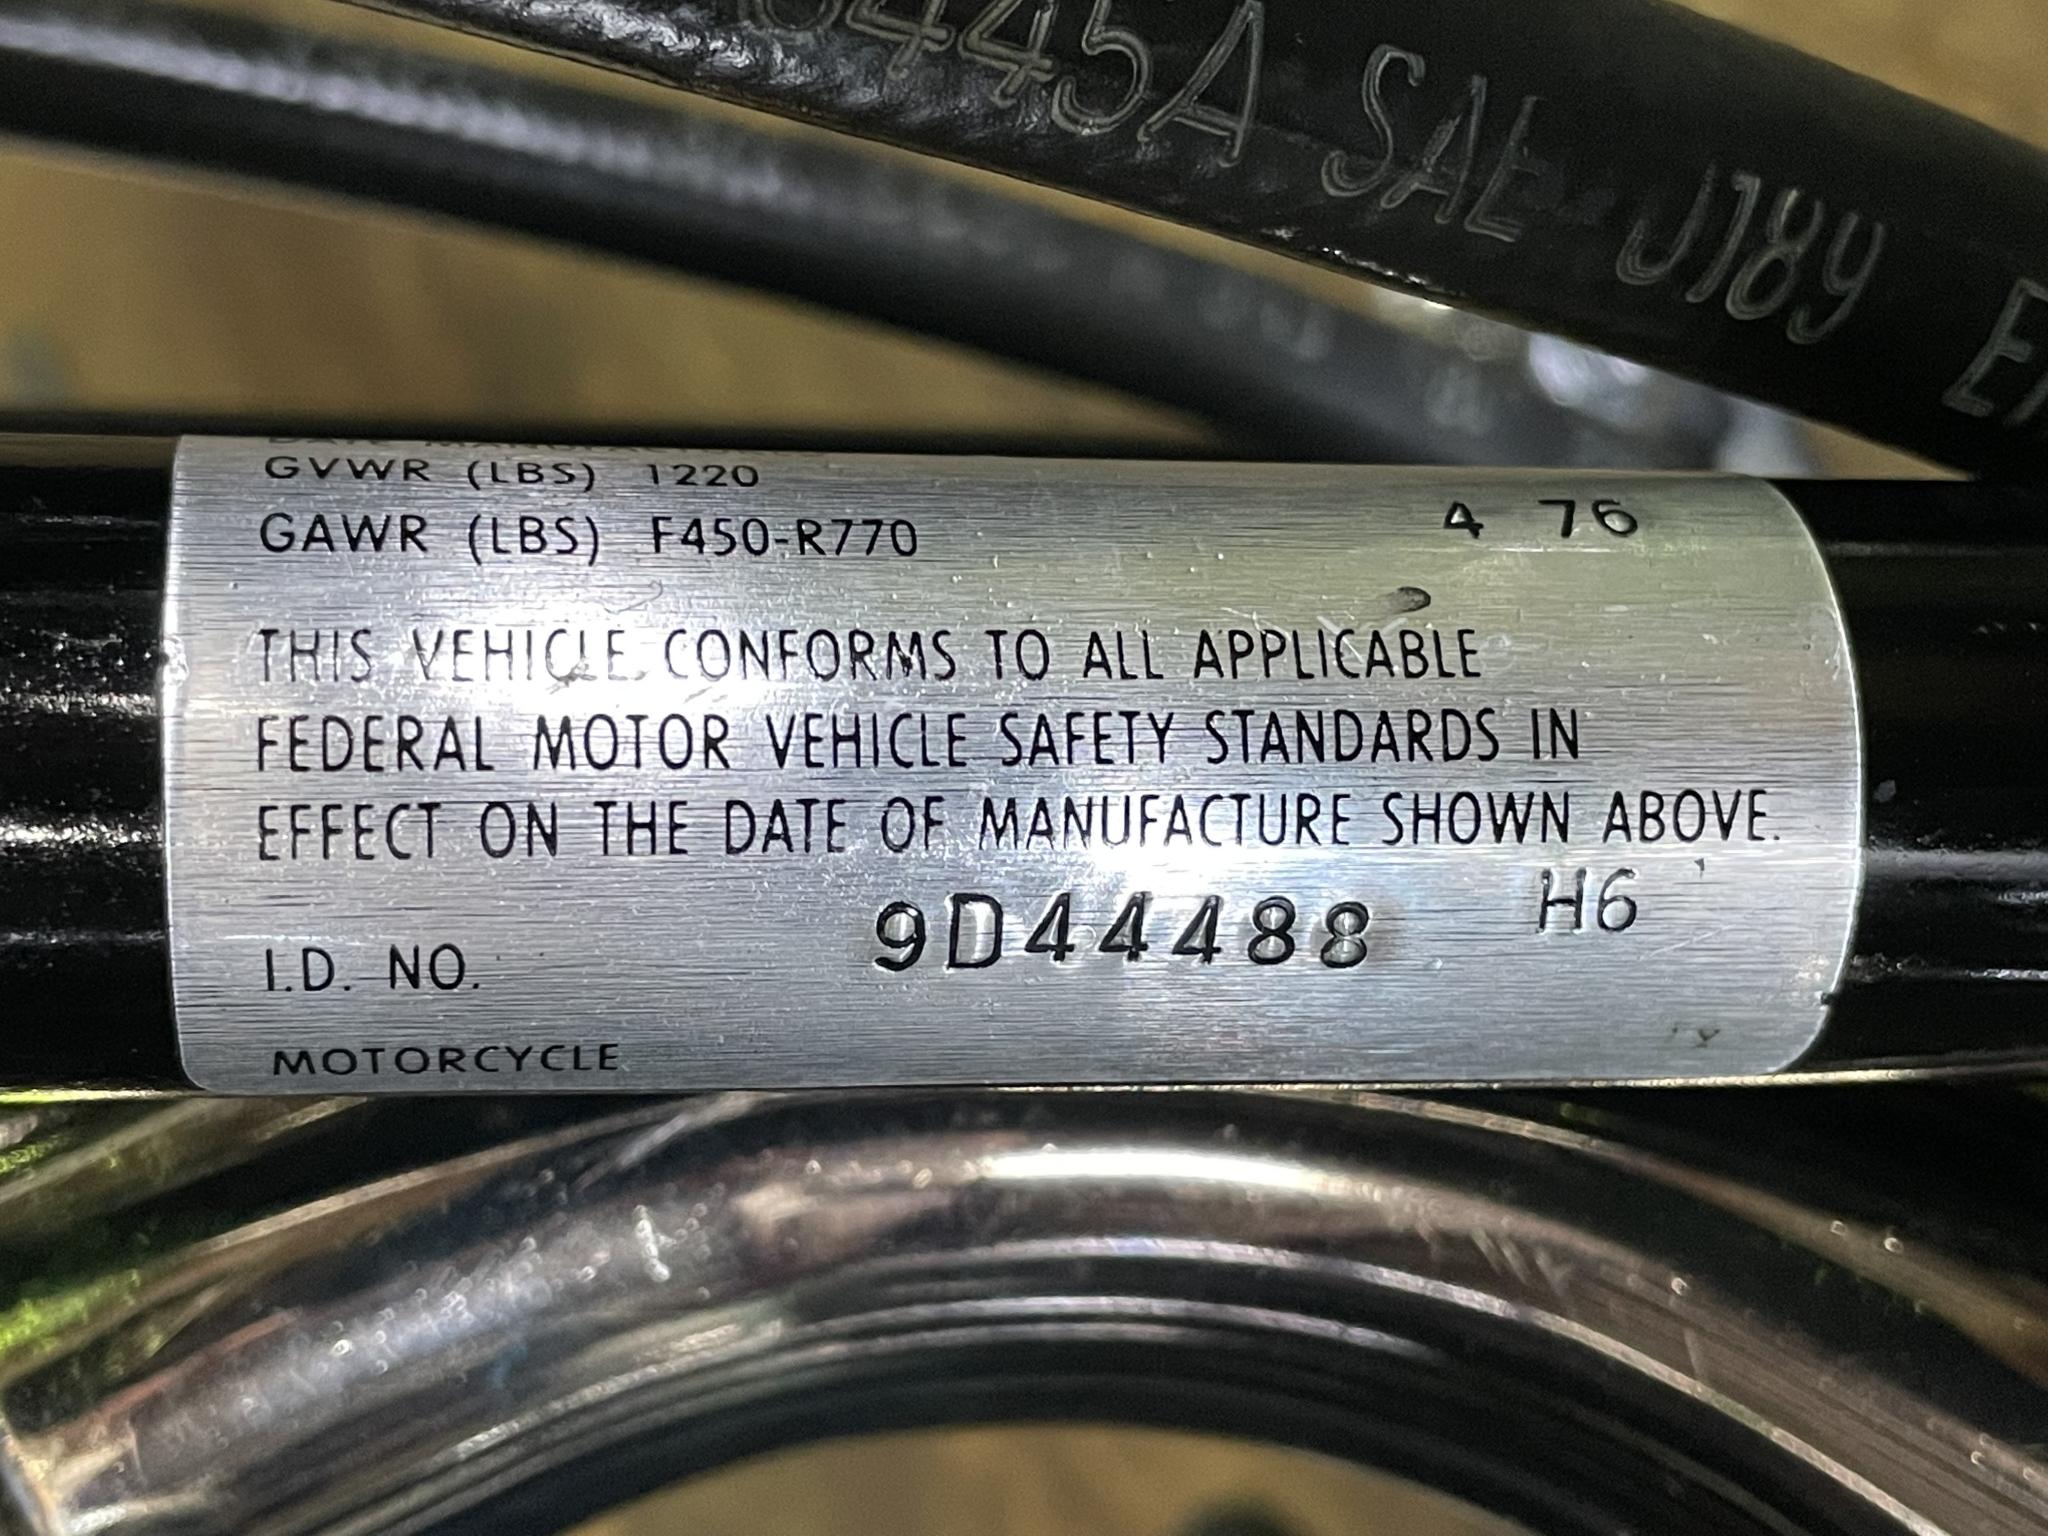 445A SAE J189
GVWR (LBS) 1220
GAWR (LBS) F450-R770
4 76
THIS VEHICLE CONFORMS TO ALL APPLICABLE
FEDERAL MOTOR VEHICLE SAFETY STANDARDS IN
EFFECT ON THE DATE OF MANUFACTURE SHOWN ABOVE.
H6
I.D. NO. 9D44488
MOTORCYCLE